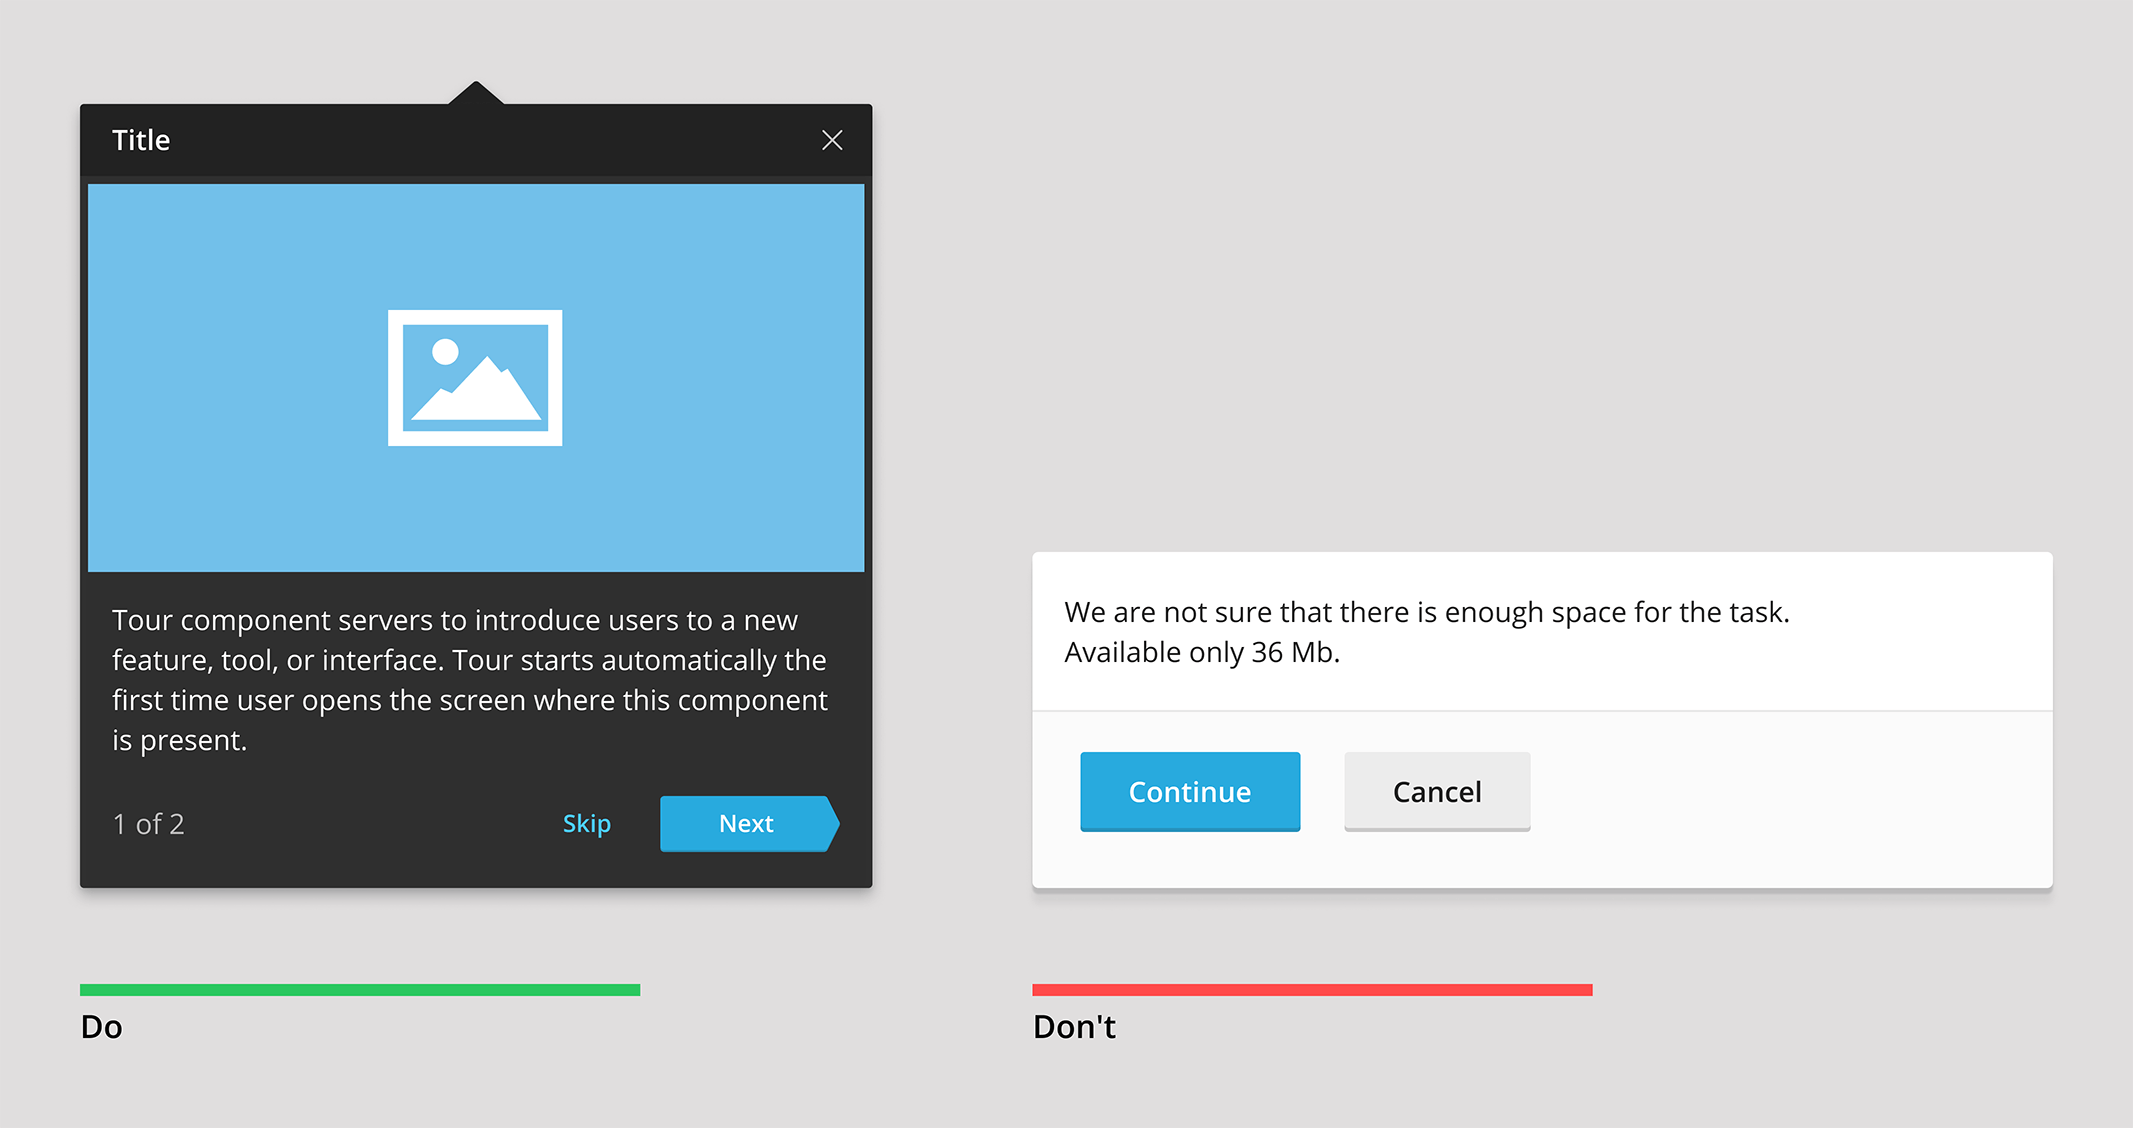 Title
Tour component servers to introduce users to a new
feature, tool, or interface. Tour starts automatically the
first time user opens the screen where this component
is present.
1 of 2
Skip
Next
Do
We are not sure that there is enough space for the task.
Available only 36 Mb.
Continue
Cancel
Don't